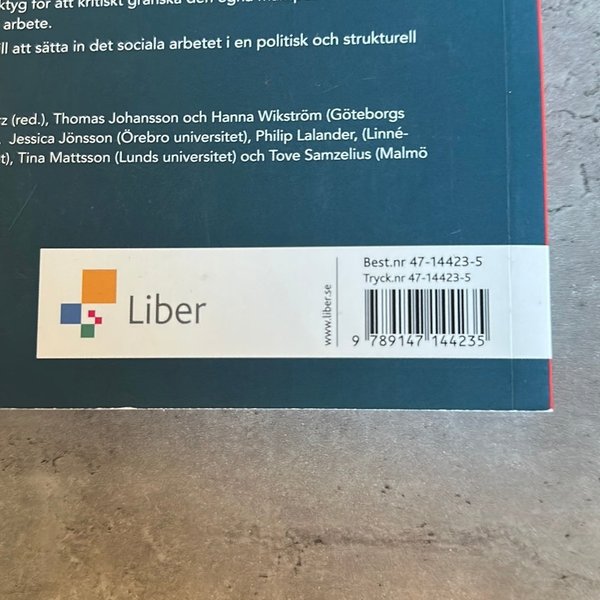 för att kritiskt granska den egna
arbete.
att sätta in det sociala arbetet i en politisk och strukturell
(red.), Thomas Johansson och Hanna Wikström (Göteborgs
Jessica Jönsson (Örebro universitet), Philip Lalander, (Linné-
Tina Mattsson (Lunds universitet) och Tove Samzelius (Malmö
Liber
www.liber.se
Best.nr 47-14423-5
Tryck.nr 47-14423-5
9 789147 144235